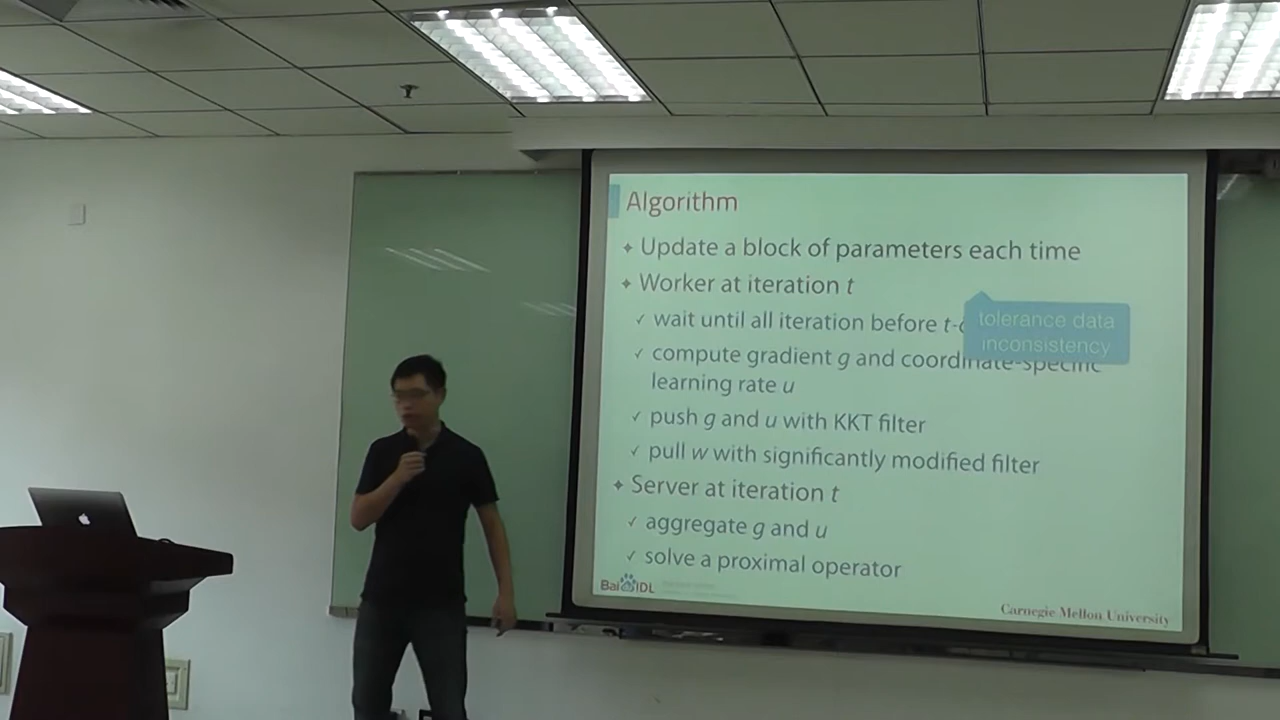 Algorithm
Update a block of parameters each time
Worker at iteration t
wait until all iteration before t-
tolerance data
inconsistency
compute gradient g and coordinate-specific
learning rate u
push g and u with KKT filter
pull w with significantly modified filter
Server at iteration t
aggregate g and u
solve a proximal operator
Bai IDL
Carnegie Mellon University